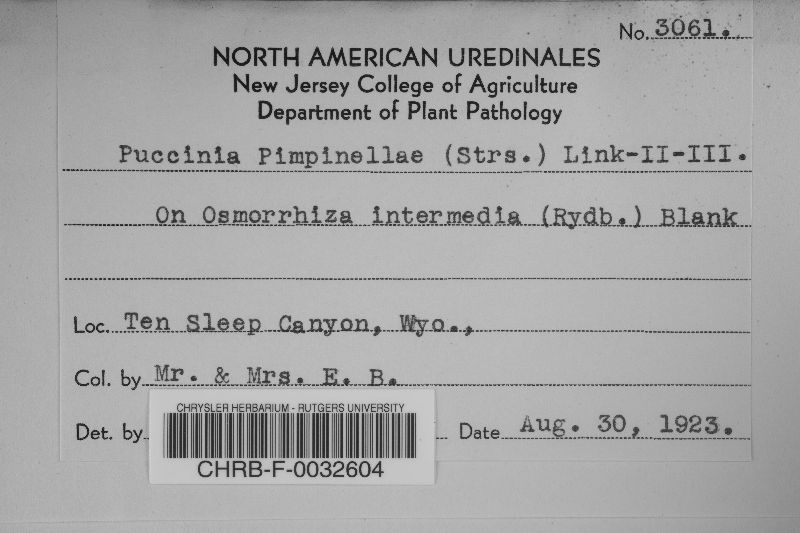 No. 3061.
NORTH AMERICAN UREDINALES
New Jersey College of Agriculture
Department of Plant Pathology
Puccinia Pimpinellae (Strs.) Link-II-III.
On Osmorrhiza intermedia (Rydb.) Blank
Loc. Ten Sleep Canyon, Wyo.,
Col. by Mr. & Mrs. E. B.
Det. by Date Aug. 30, 1923.
CHRYSLER HERBARIUM - RUTGERS UNIVERSITY
CHRB-F-0032604